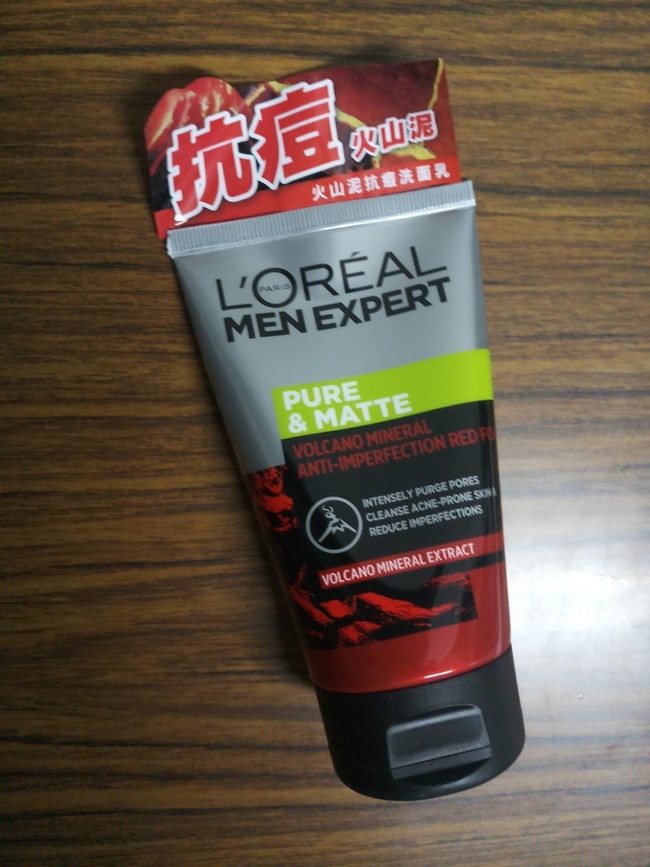 抗痘 火山泥
火山泥抗痘洗面乳
L'ORÉAL
PARIS
MEN EXPERT
PURE
& MATTE
VOLCANO MINERAL
ANTI-IMPERFECTION RED
INTENSELY PURGE PORES
CLEANSE ACNE-PRONE SKIN
REDUCE IMPERFECTIONS
VOLCANO MINERAL EXTRACT